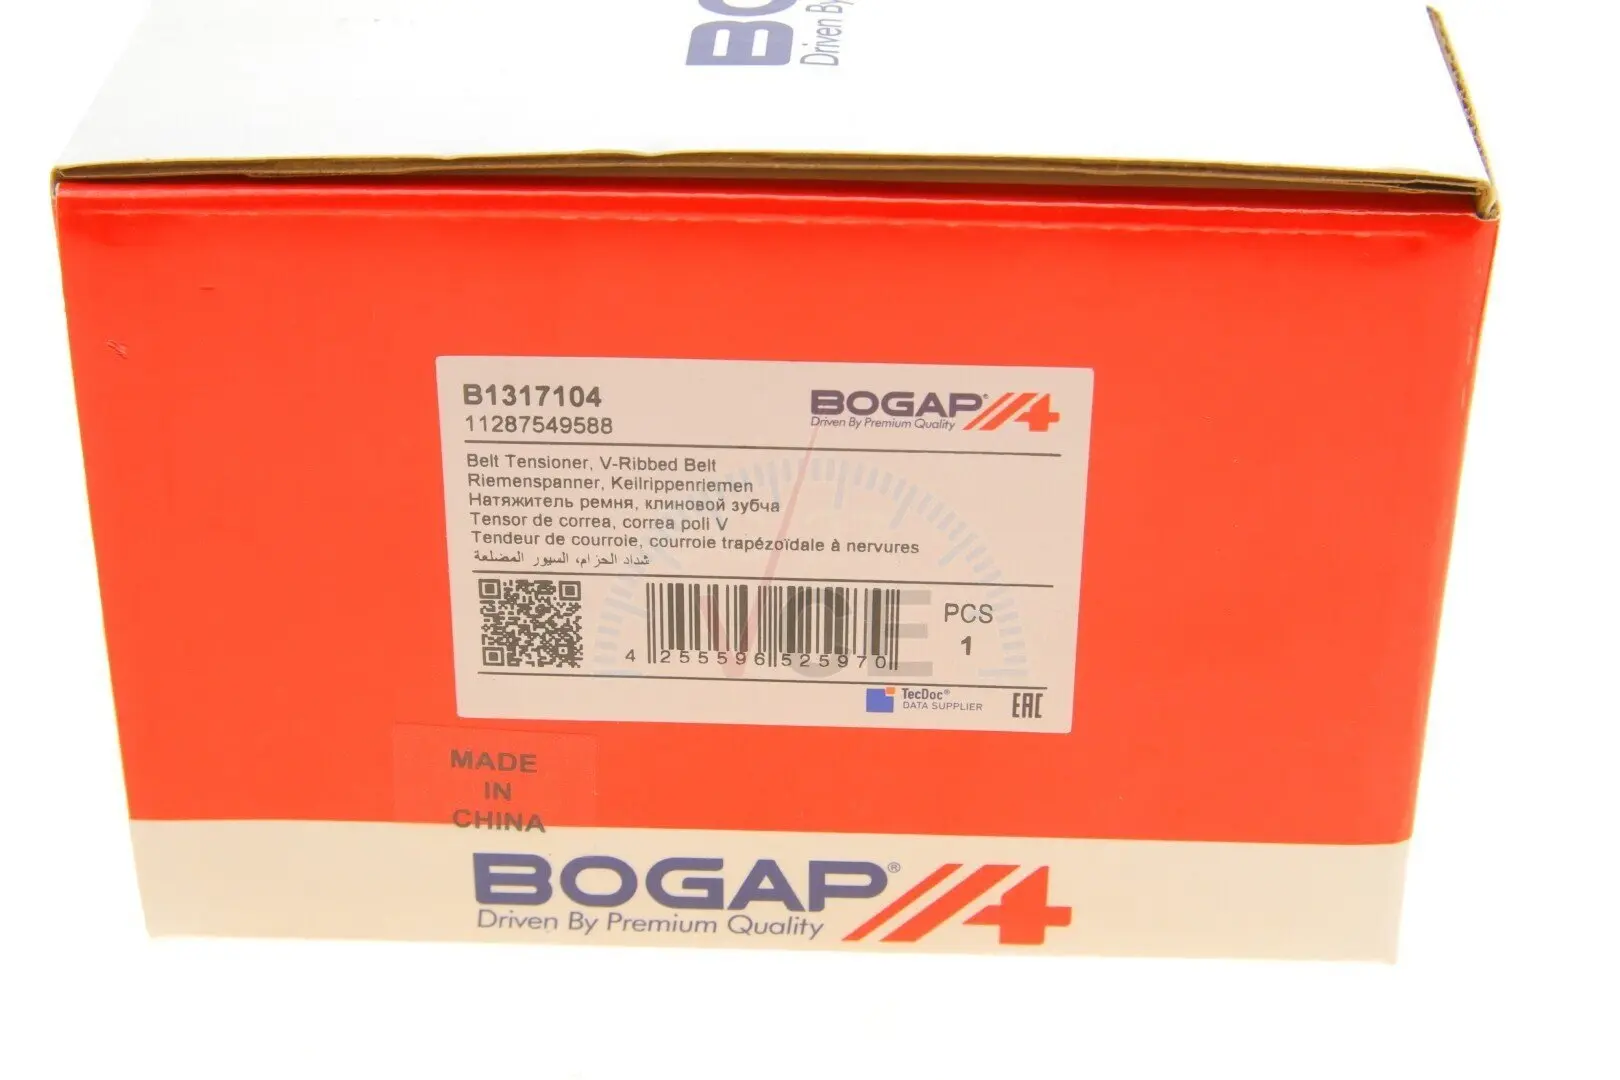 Driven By
B1317104
11287549588
BOGAP®
Driven By Premium Quality
Belt Tensioner, V-Ribbed Belt
Riemenspanner, Keilrippenriemen
Натяжитель ремня, клиновой зубча
Tensor de correa, correa poli V
Tendeur de courroie, courroie trapézoïdale à nervures
شداد الحزام، السيور المضلعة
4 255596 525970
PCS
1
VCE
TecDoc®
DATA SUPPLIER
EAC
MADE
IN
CHINA
BOGAP®
Driven By Premium Quality